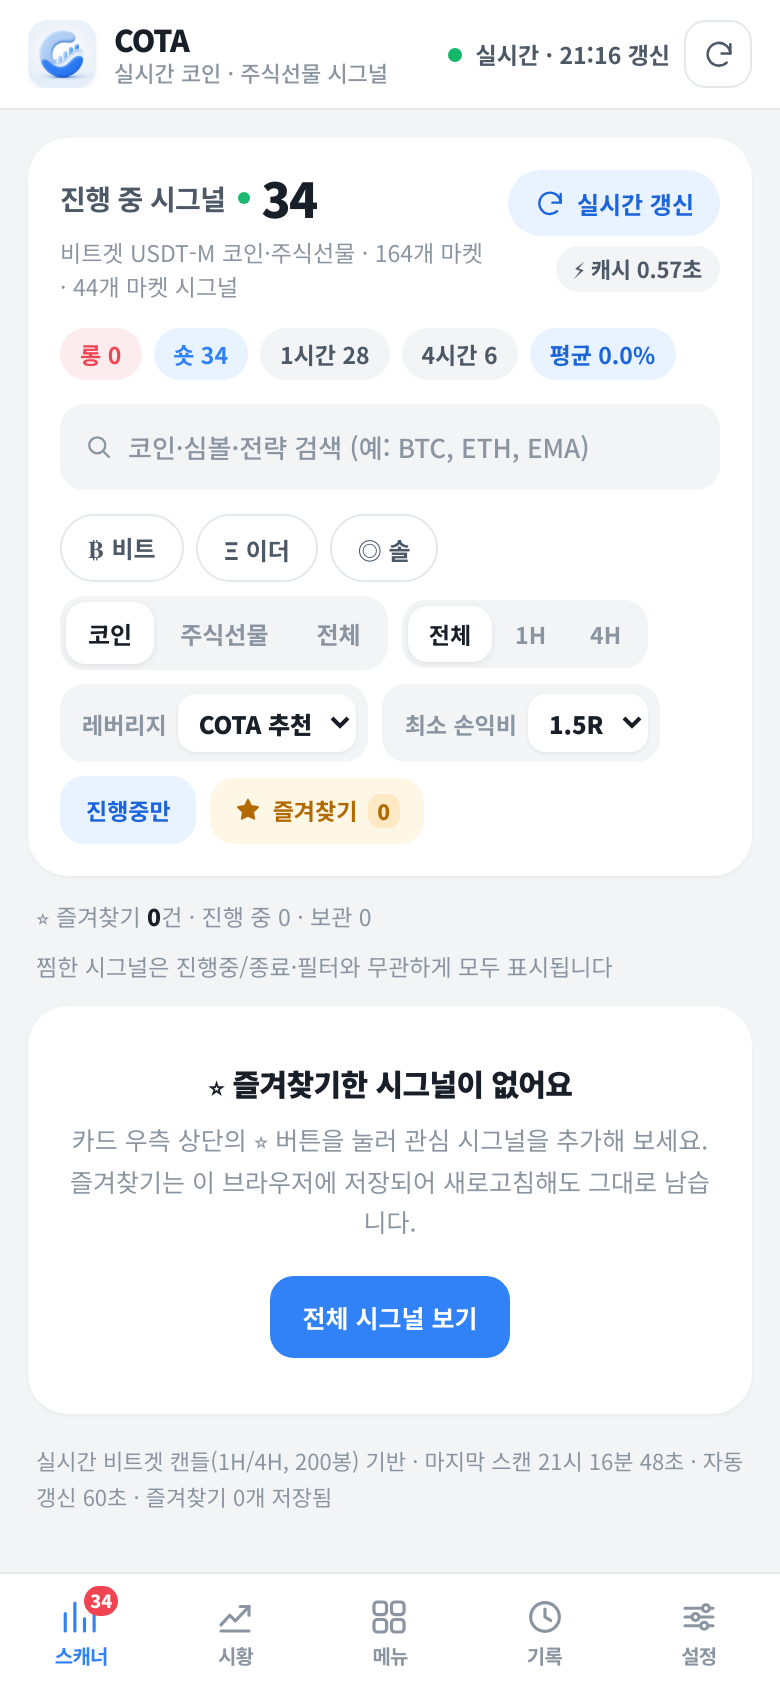 COTA
실시간 코인 · 주식선물 시그널
실시간 · 21:16 갱신
진행 중 시그널 34
실시간 갱신
비트겟 USDT-M 코인·주식선물 · 164개 마켓
· 44개 마켓 시그널
⚡ 캐시 0.57초
롱 0
숏 34
1시간 28
4시간 6
평균 0.0%
코인·심볼·전략 검색 (예: BTC, ETH, EMA)
₿ 비트
Ξ 이더
◎ 솔
코인
주식선물
전체
전체
1H
4H
레버리지
COTA 추천
최소 손익비
1.5R
진행중만
★ 즐겨찾기 0
☆ 즐겨찾기 0건 · 진행 중 0 · 보관 0
찜한 시그널은 진행중/종료·필터와 무관하게 모두 표시됩니다
☆ 즐겨찾기한 시그널이 없어요
카드 우측 상단의 ☆ 버튼을 눌러 관심 시그널을 추가해 보세요.
즐겨찾기는 이 브라우저에 저장되어 새로고침해도 그대로 남습
니다.
전체 시그널 보기
실시간 비트겟 캔들(1H/4H, 200봉) 기반 · 마지막 스캔 21시 16분 48초 · 자동
갱신 60초 · 즐겨찾기 0개 저장됨
34
스캐너
시황
메뉴
기록
설정